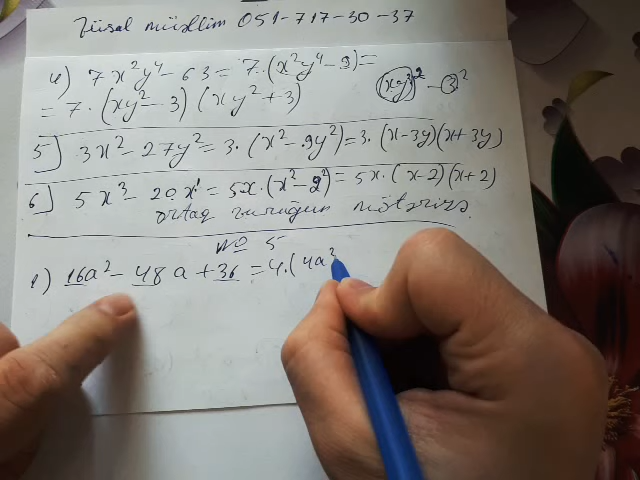 Züsal müəllim 051-717-30-37
4) 7x²y⁴ - 63 = 7·(x²y⁴ - 9) =
= 7·(xy² - 3)(xy² + 3)
(xy²)² - 3²
5) 3x² - 27y² = 3·(x² - 9y²) = 3·(x-3y)(x+3y)
6) 5x³ - 20x¹ = 5x·(x² - 2²) = 5x·(x-2)(x+2)
ortaq vuruğun mötərizə
№ 5
1) 16a² - 48a + 36 = 4·(4a²